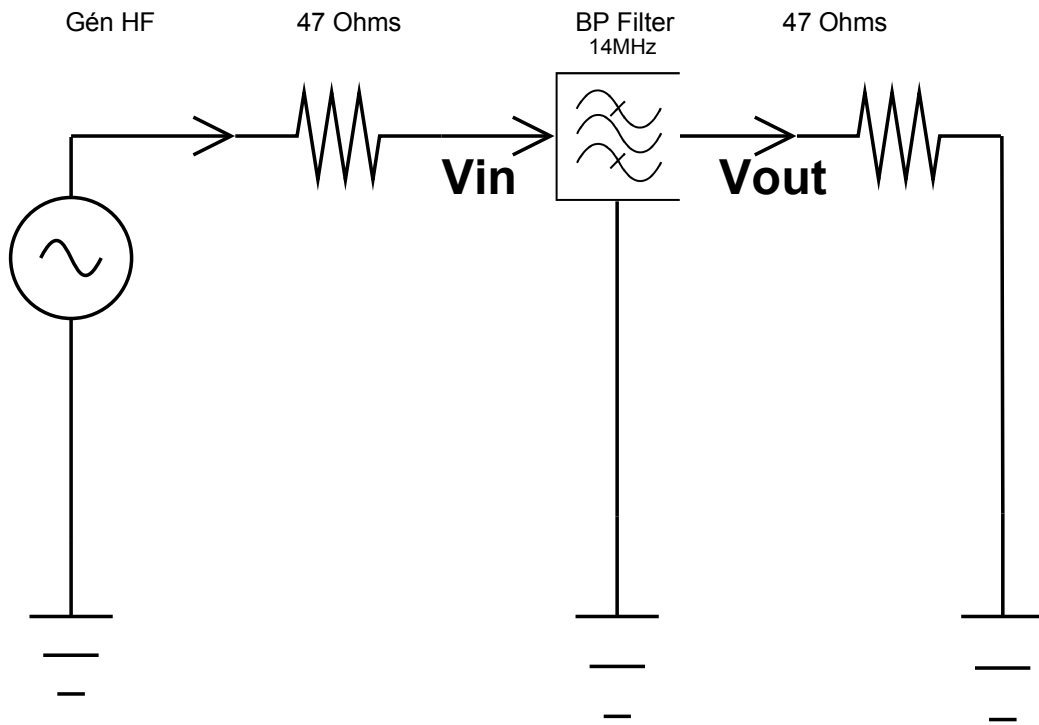 Gén HF
47 Ohms
BP Filter
14MHz
47 Ohms
Vin
Vout